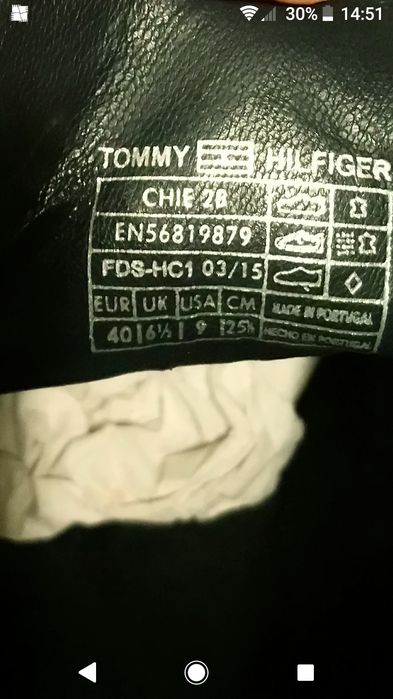 30% 14:51
TOMMY HILFIGER
CHIE 2B
EN56819879
FDS-HC1 03/15
EUR UK USA CM
40 6½ 9 25½
MADE IN PORTUGAL
HECHO EN PORTUGAL